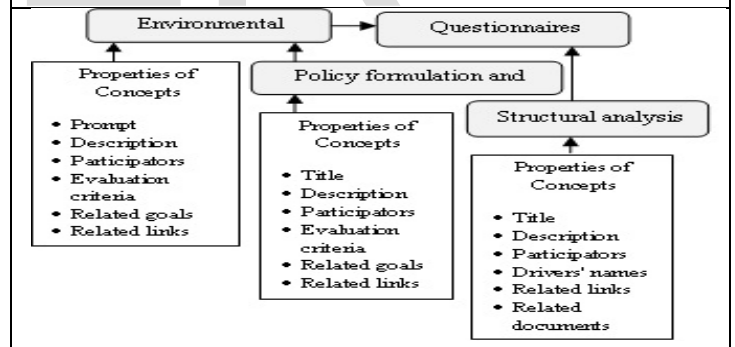 Environmental
Questionnaires
Properties of
Concepts
• Prompt
• Description
• Participators
• Evaluation
criteria
• Related goals
• Related links
Policy formulation and
Properties of
Concepts
• Title
• Description
• Participators
• Evaluation
criteria
• Related goals
• Related links
Structural analysis
Properties of
Concepts
• Title
• Description
• Participators
• Drivers' names
• Related links
• Related
documents